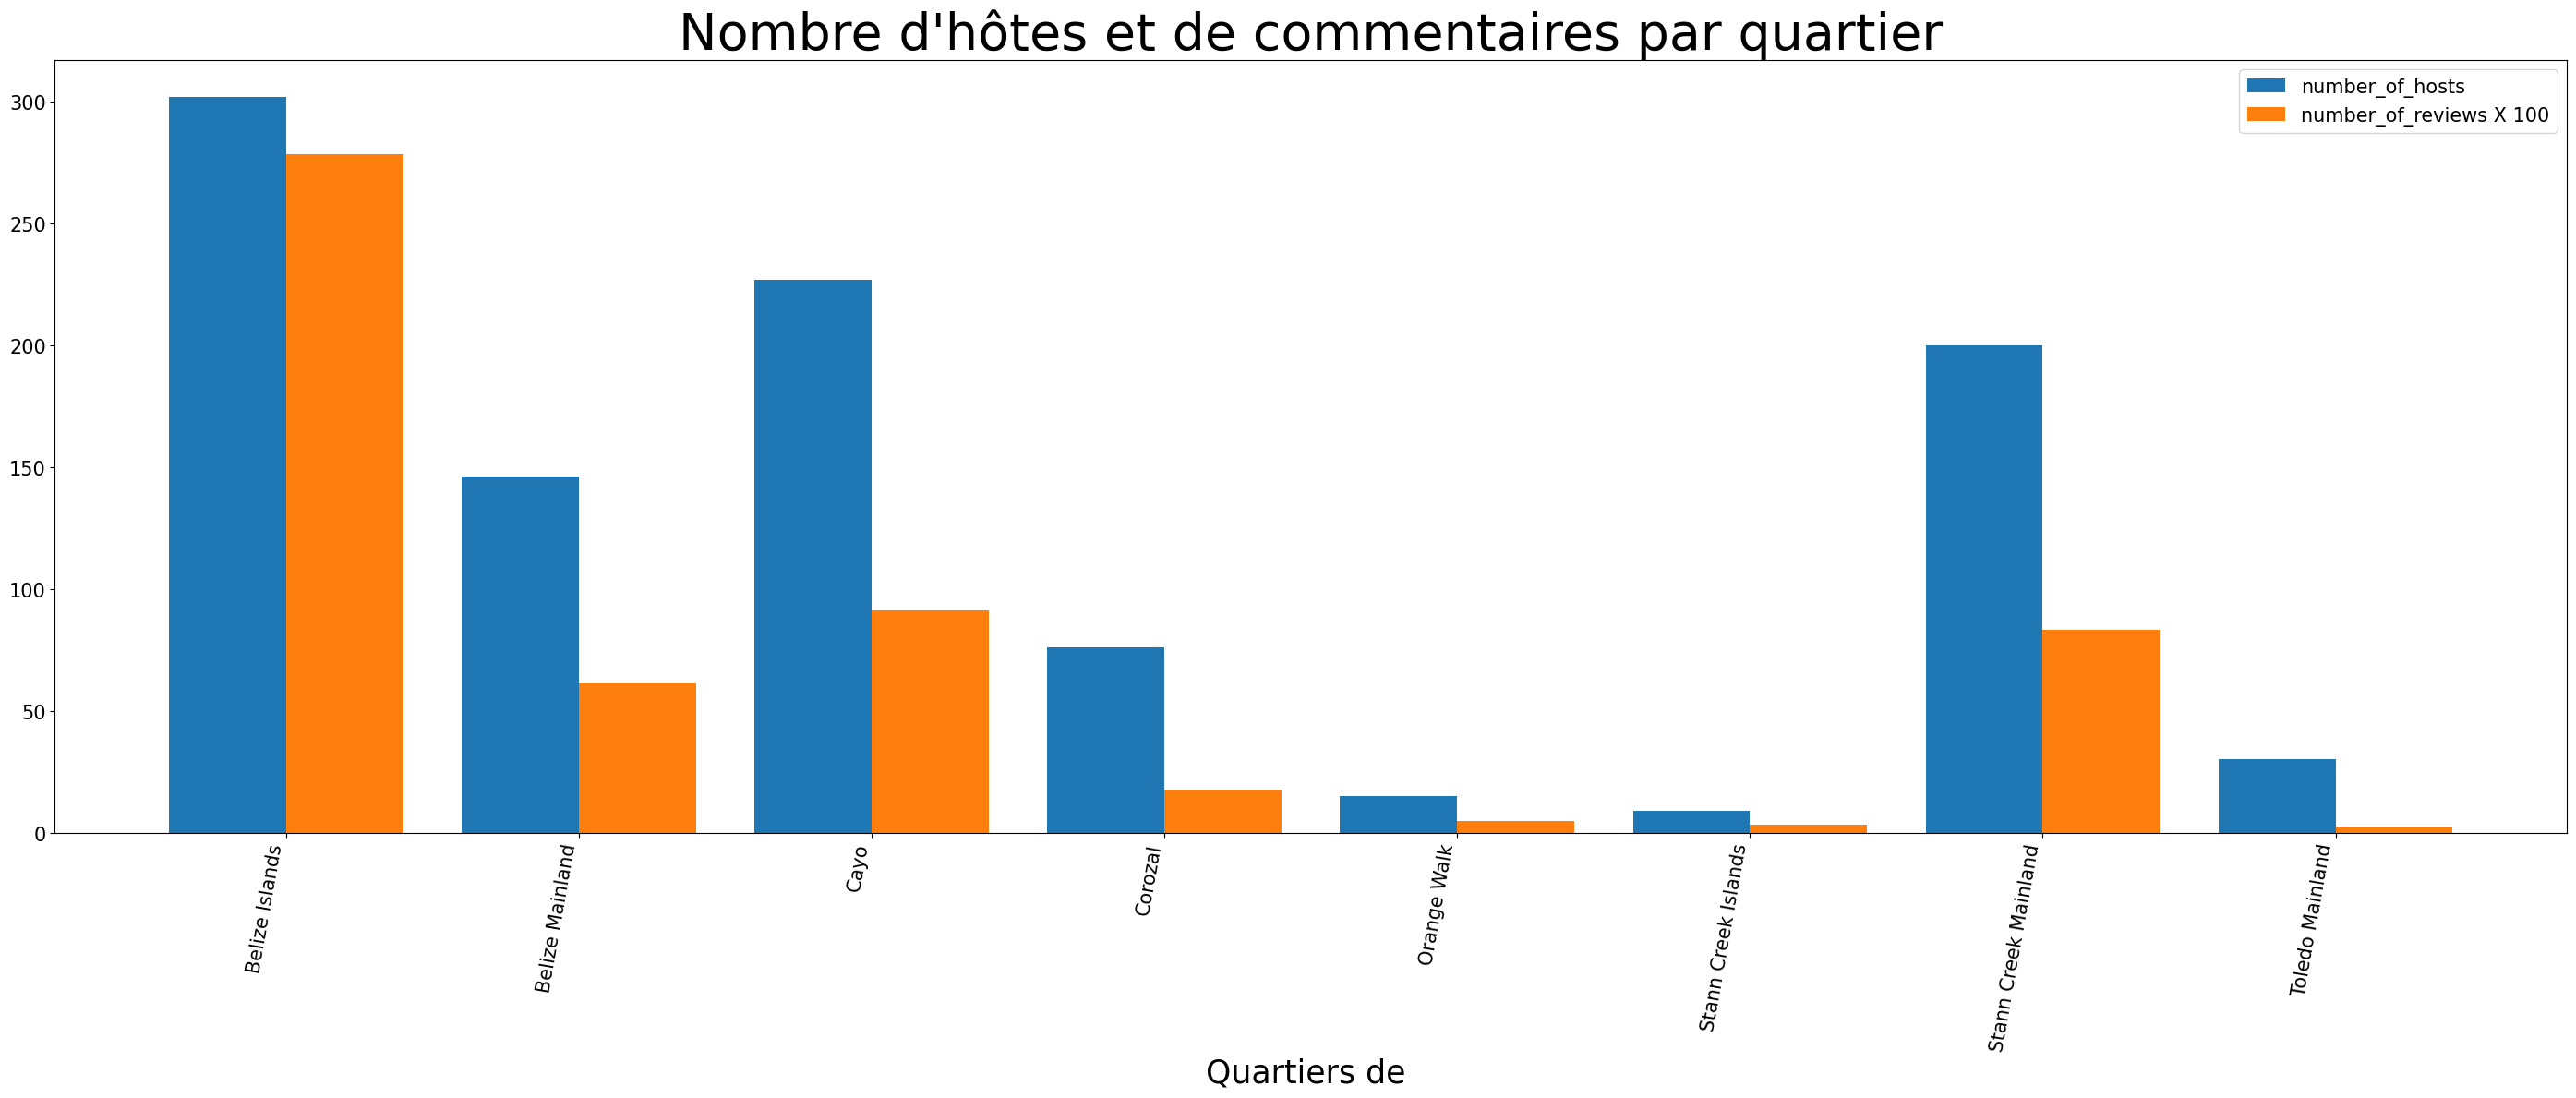 Nombre d'hôtes et de commentaires par quartier
number_of_hosts
number_of_reviews X 100
300
250
200
150
100
50
0
Belize Islands
Belize Mainland
Cayo
Corozal
Orange Walk
Stann Creek Islands
Stann Creek Mainland
Toledo Mainland
Quartiers de